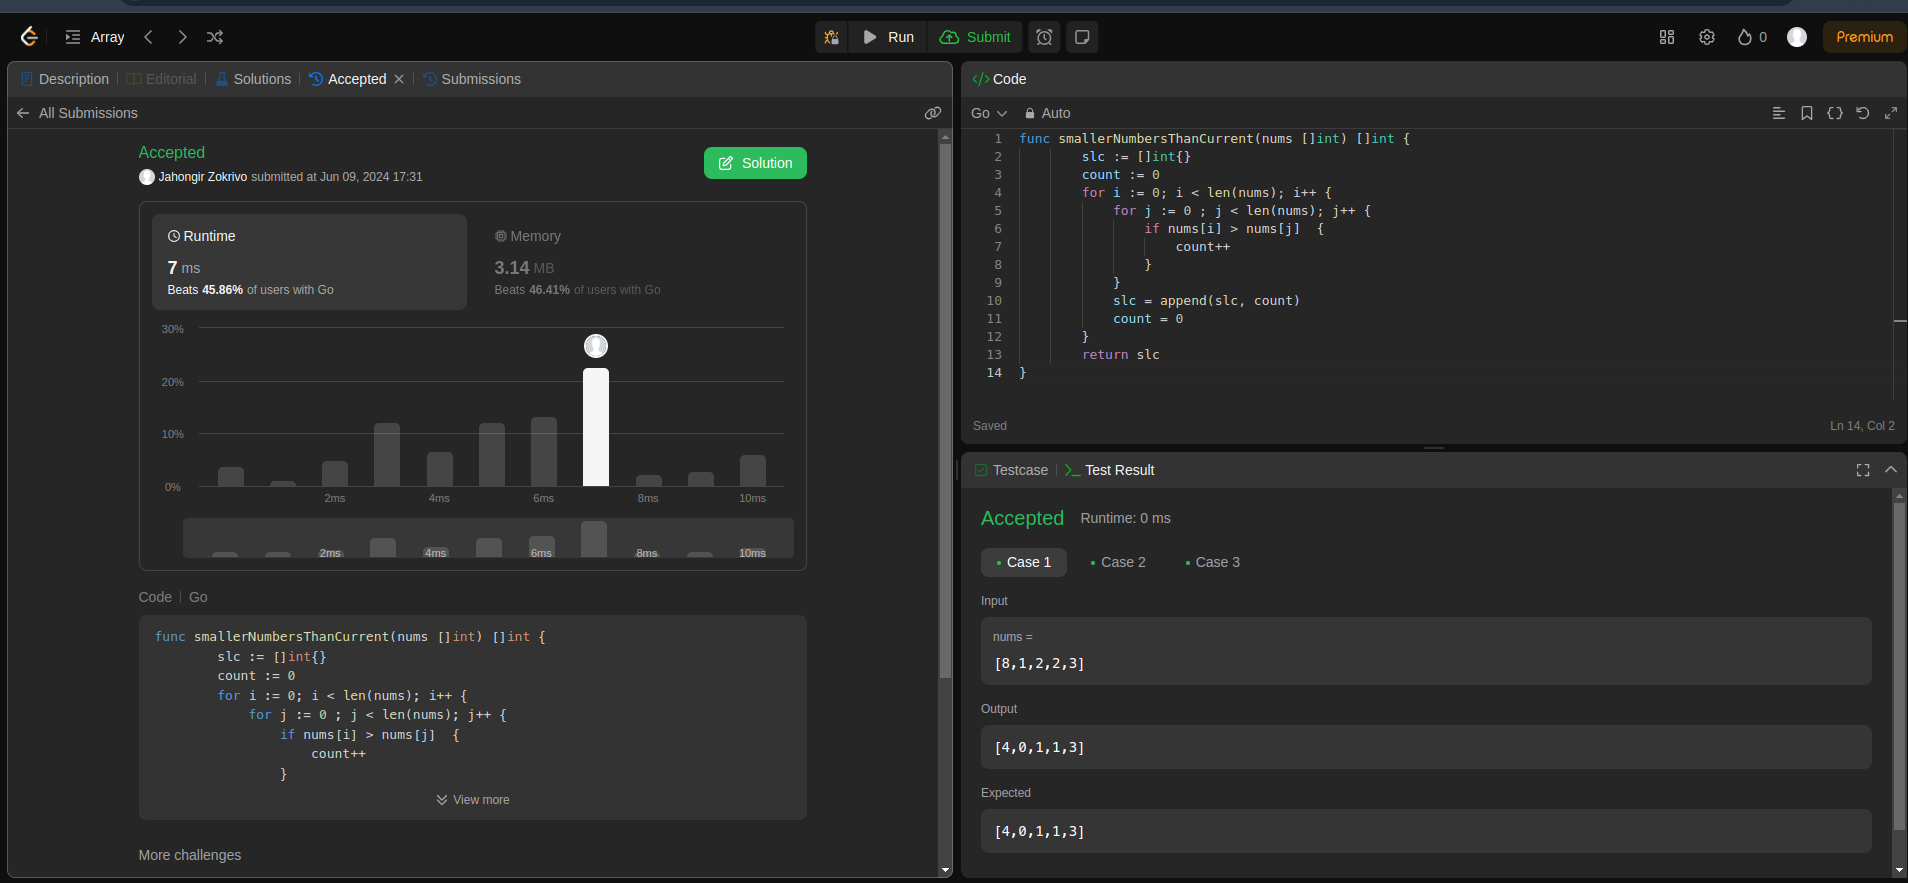 Array
Run
Submit
0
Premium
Description
Editorial
Solutions
Accepted
Submissions
All Submissions
Accepted
Jahongir Zokrivo submitted at Jun 09, 2024 17:31
Solution
Runtime
7 ms
Beats 45.86% of users with Go
Memory
3.14 MB
Beats 46.41% of users with Go
30%
20%
10%
0%
2ms
4ms
6ms
8ms
10ms
2ms
4ms
6ms
8ms
10ms
Code | Go
func smallerNumbersThanCurrent(nums []int) []int {
slc := []int{}
count := 0
for i := 0; i < len(nums); i++ {
for j := 0 ; j < len(nums); j++ {
if nums[i] > nums[j]  {
count++
}
View more
More challenges
</> Code
Go
Auto
1 func smallerNumbersThanCurrent(nums []int) []int {
2 slc := []int{}
3 count := 0
4 for i := 0; i < len(nums); i++ {
5 for j := 0 ; j < len(nums); j++ {
6 if nums[i] > nums[j]  {
7 count++
8 }
9 }
10 slc = append(slc, count)
11 count = 0
12 }
13 return slc
14 }
Saved
Ln 14, Col 2
Testcase
Test Result
Accepted
Runtime: 0 ms
Case 1
Case 2
Case 3
Input
nums =
[8,1,2,2,3]
Output
[4,0,1,1,3]
Expected
[4,0,1,1,3]